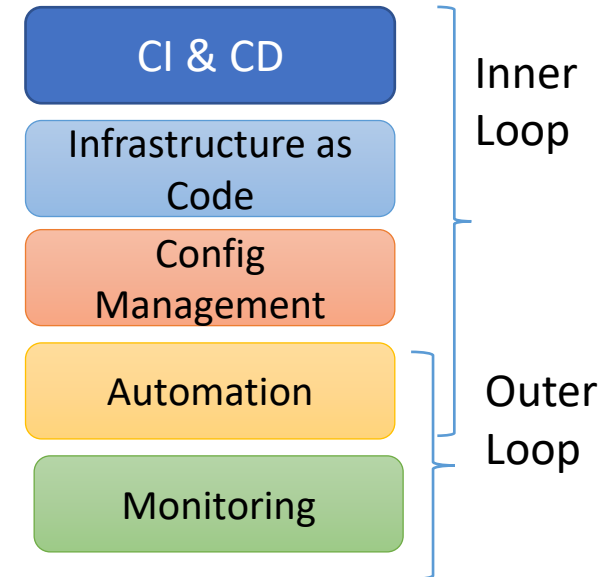 CI & CD
Inner
Loop
Infrastructure as
Code
Config
Management
Automation
Outer
Loop
Monitoring